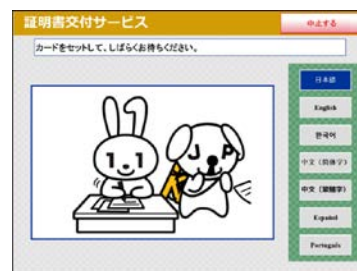 証明書交付サービス
中止する
カードをセットして、しばらくお待ちください。
日本語
English
한국어
中文（简体字）
中文（繁體字）
Español
Português
11
JP